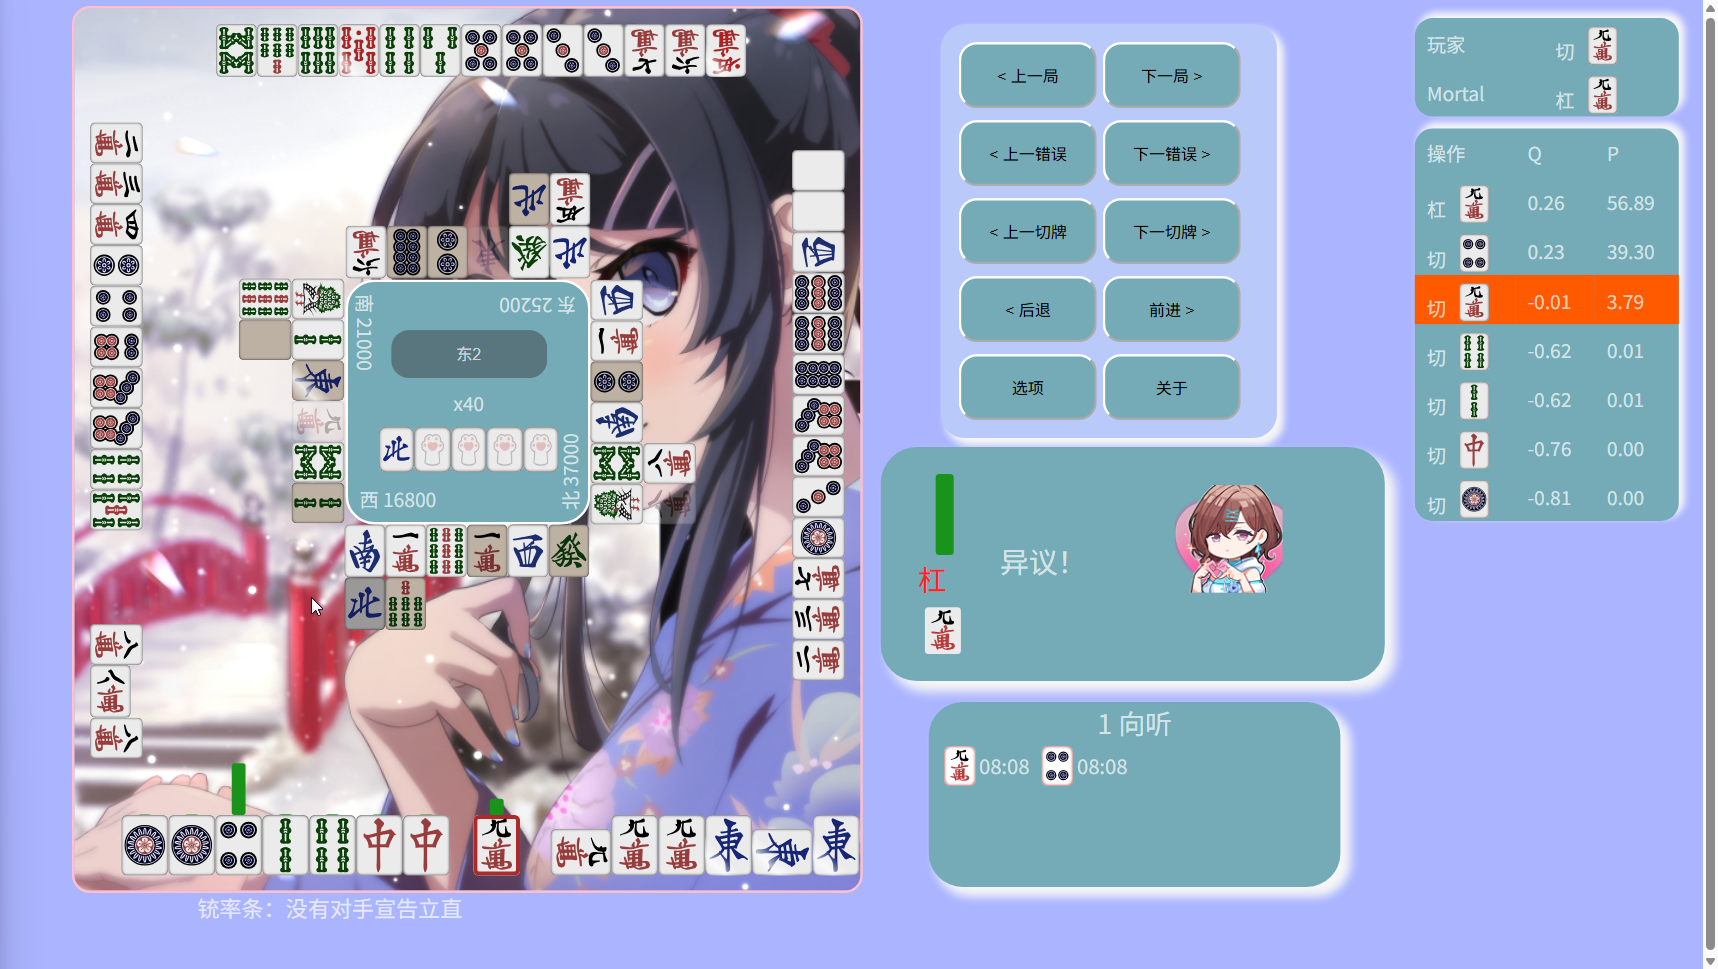 < 上一局
下一局 >
< 上一错误
下一错误 >
< 上一切牌
下一切牌 >
< 后退
前进 >
选项
关于
玩家 切
Mortal 杠
操作 Q P
杠 0.26 56.89
切 0.23 39.30
切 -0.01 3.79
切 -0.62 0.01
切 -0.62 0.01
切 -0.76 0.00
切 -0.81 0.00
东 25200
南 21000
东2
x40
北 37000
西 16800
杠
异议！
1 向听
08:08 08:08
铳率条：没有对手宣告立直